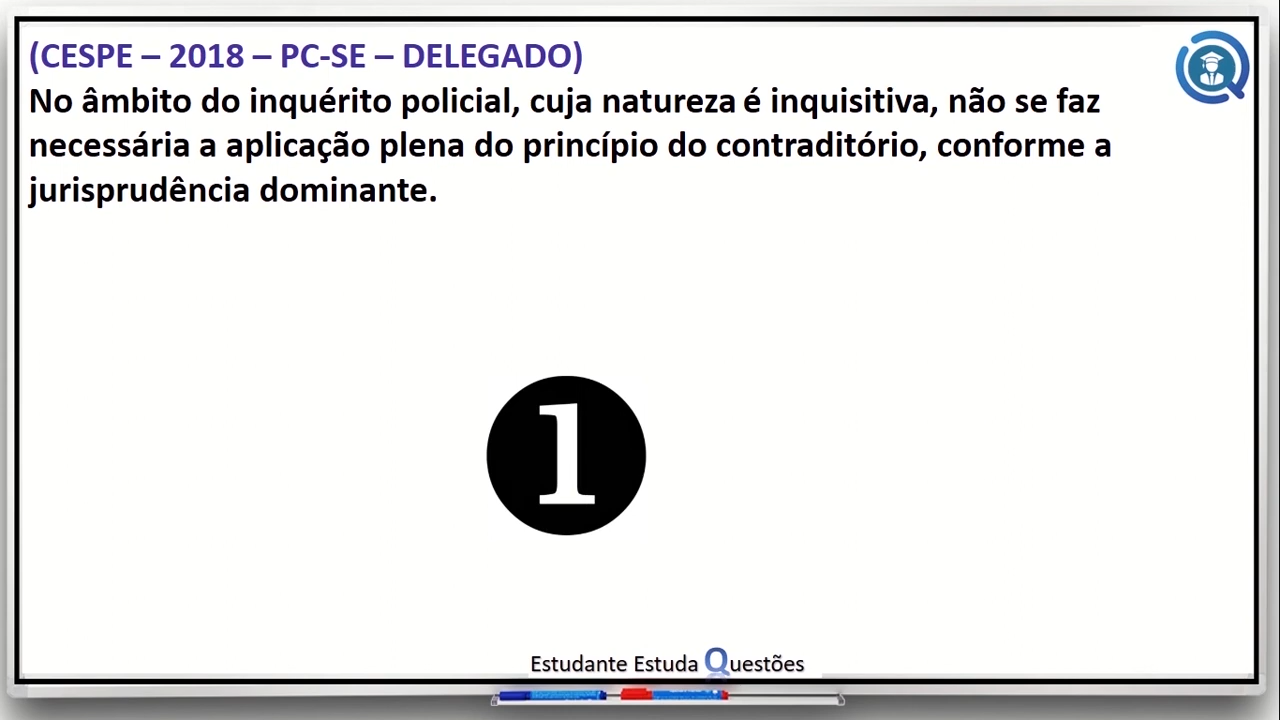 (CESPE – 2018 – PC-SE – DELEGADO)
No âmbito do inquérito policial, cuja natureza é inquisitiva, não se faz
necessária a aplicação plena do princípio do contraditório, conforme a
jurisprudência dominante.
1
Estudante Estuda Questões